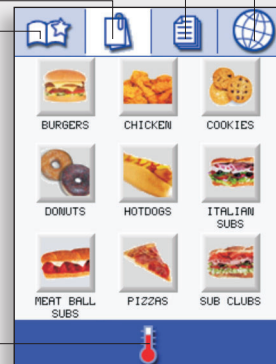 BURGERS
CHICKEN
COOKIES
DONUTS
HOTDOGS
ITALIAN
SUBS
MEAT BALL
SUBS
PIZZAS
SUB CLUBS